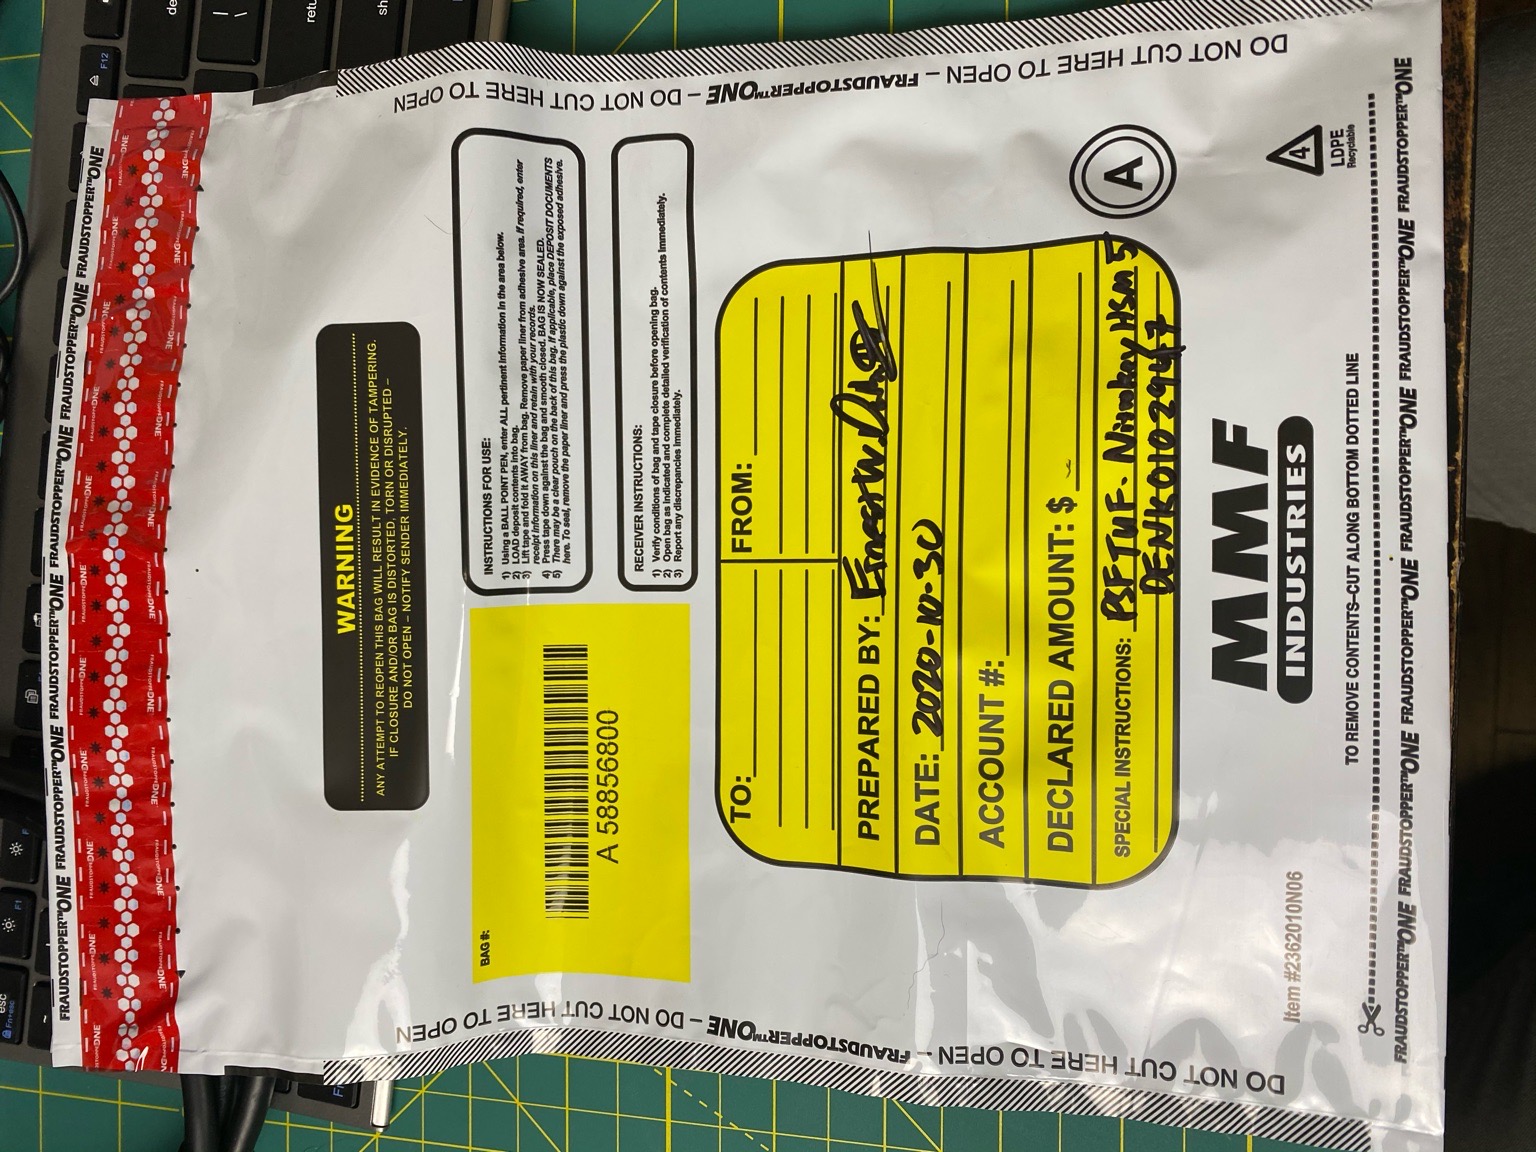 esc
Fn+esc
F1
FRAUDSTOPPER™ONE FRAUDSTOPPER™ONE FRAUDSTOPPER™ONE FRAUDSTOPPER™ONE FRAUDSTOPPER™ONE
F12
WARNING
ANY ATTEMPT TO REOPEN THIS BAG WILL RESULT IN EVIDENCE OF TAMPERING.
IF CLOSURE AND/OR BAG IS DISTORTED, TORN OR DISRUPTED –
DO NOT OPEN – NOTIFY SENDER IMMEDIATELY.
BAG #:
A 58856800
INSTRUCTIONS FOR USE:
1) Using a BALL POINT PEN, enter ALL pertinent information in the area below.
2) LOAD deposit contents into bag.
3) Lift tape and fold it AWAY from bag. Remove paper liner from adhesive area. If required, enter
receipt information on this liner and retain with your records.
4) Press tape down against the bag and smooth closed. BAG IS NOW SEALED.
5) There may be a clear pouch on the back of this bag. If applicable, place DEPOSIT DOCUMENTS
here. To seal, remove the paper liner and press the plastic down against the exposed adhesive.
RECEIVER INSTRUCTIONS:
1) Verify conditions of bag and tape closure before opening bag.
2) Open bag as indicated and complete detailed verification of contents immediately.
3) Report any discrepancies immediately.
TO:
FROM:
PREPARED BY: Ernest W.
DATE: 2020-10-30
ACCOUNT #:
DECLARED AMOUNT: $
SPECIAL INSTRUCTIONS: PSF TUF - Nitrokey HSM 5
DENK0102947
A
DO NOT CUT HERE TO OPEN – FRAUDSTOPPER™ONE – DO NOT CUT HERE TO OPEN
DO NOT CUT HERE TO OPEN – FRAUDSTOPPER™ONE – DO NOT CUT HERE TO OPEN
MMF
INDUSTRIES
Item #2362010N06
4
LDPE
Recyclable
TO REMOVE CONTENTS–CUT ALONG BOTTOM DOTTED LINE
FRAUDSTOPPER™ONE FRAUDSTOPPER™ONE FRAUDSTOPPER™ONE FRAUDSTOPPER™ONE FRAUDSTOPPER™ONE FRAUDSTOPPER™ONE